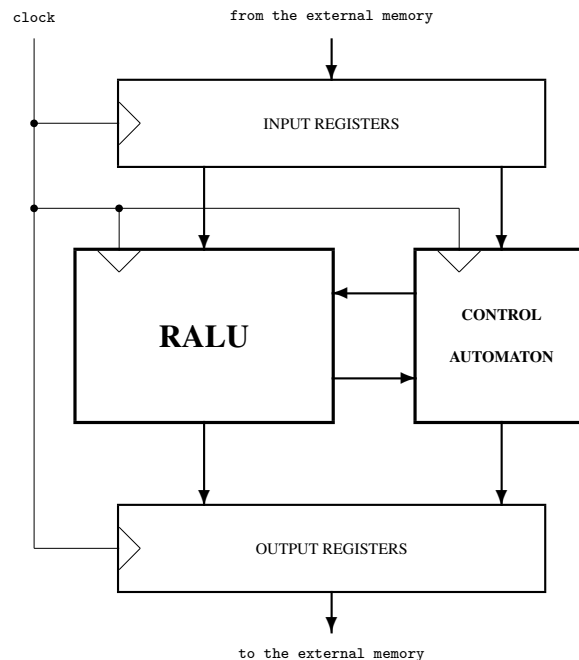 clock
from the external memory
INPUT REGISTERS
RALU
CONTROL
AUTOMATON
OUTPUT REGISTERS
to the external memory